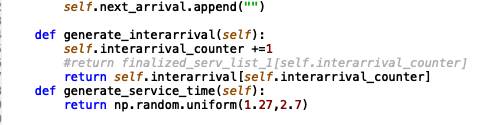 self.next_arrival.append("")
def generate_interarrival(self):
self.interarrival_counter +=1
#return finalized_serv_list_1[self.interarrival_counter]
return self.interarrival[self.interarrival_counter]
def generate_service_time(self):
return np.random.uniform(1.27,2.7)